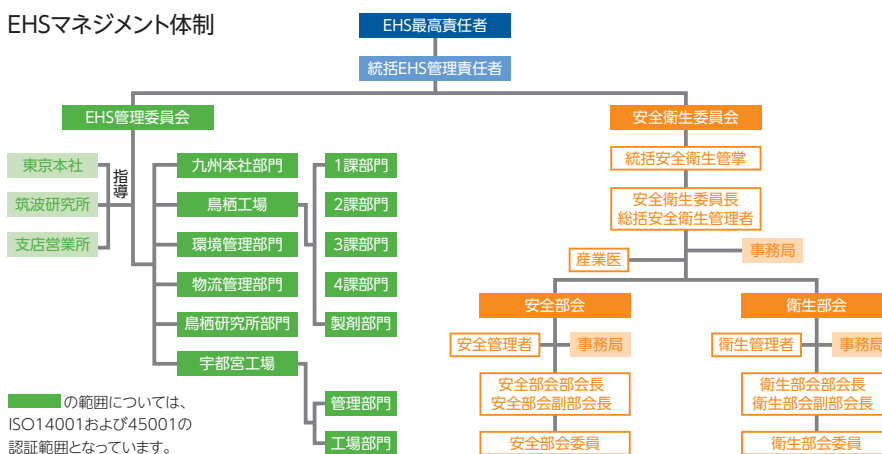 EHSマネジメント体制
EHS最高責任者
統括EHS管理責任者
EHS管理委員会
東京本社
筑波研究所
支店営業所
指導
九州本社部門
鳥栖工場
環境管理部門
物流管理部門
鳥栖研究所部門
宇都宮工場
1課部門
2課部門
3課部門
4課部門
製剤部門
管理部門
工場部門
安全衛生委員会
統括安全衛生管掌
安全衛生委員長
総括安全衛生管理者
産業医
事務局
安全部会
安全管理者
事務局
安全部会部会長
安全部会副部会長
安全部会委員
衛生部会
衛生管理者
事務局
衛生部会部会長
衛生部会副部会長
衛生部会委員
の範囲については、
ISO14001および45001の
認証範囲となっています。